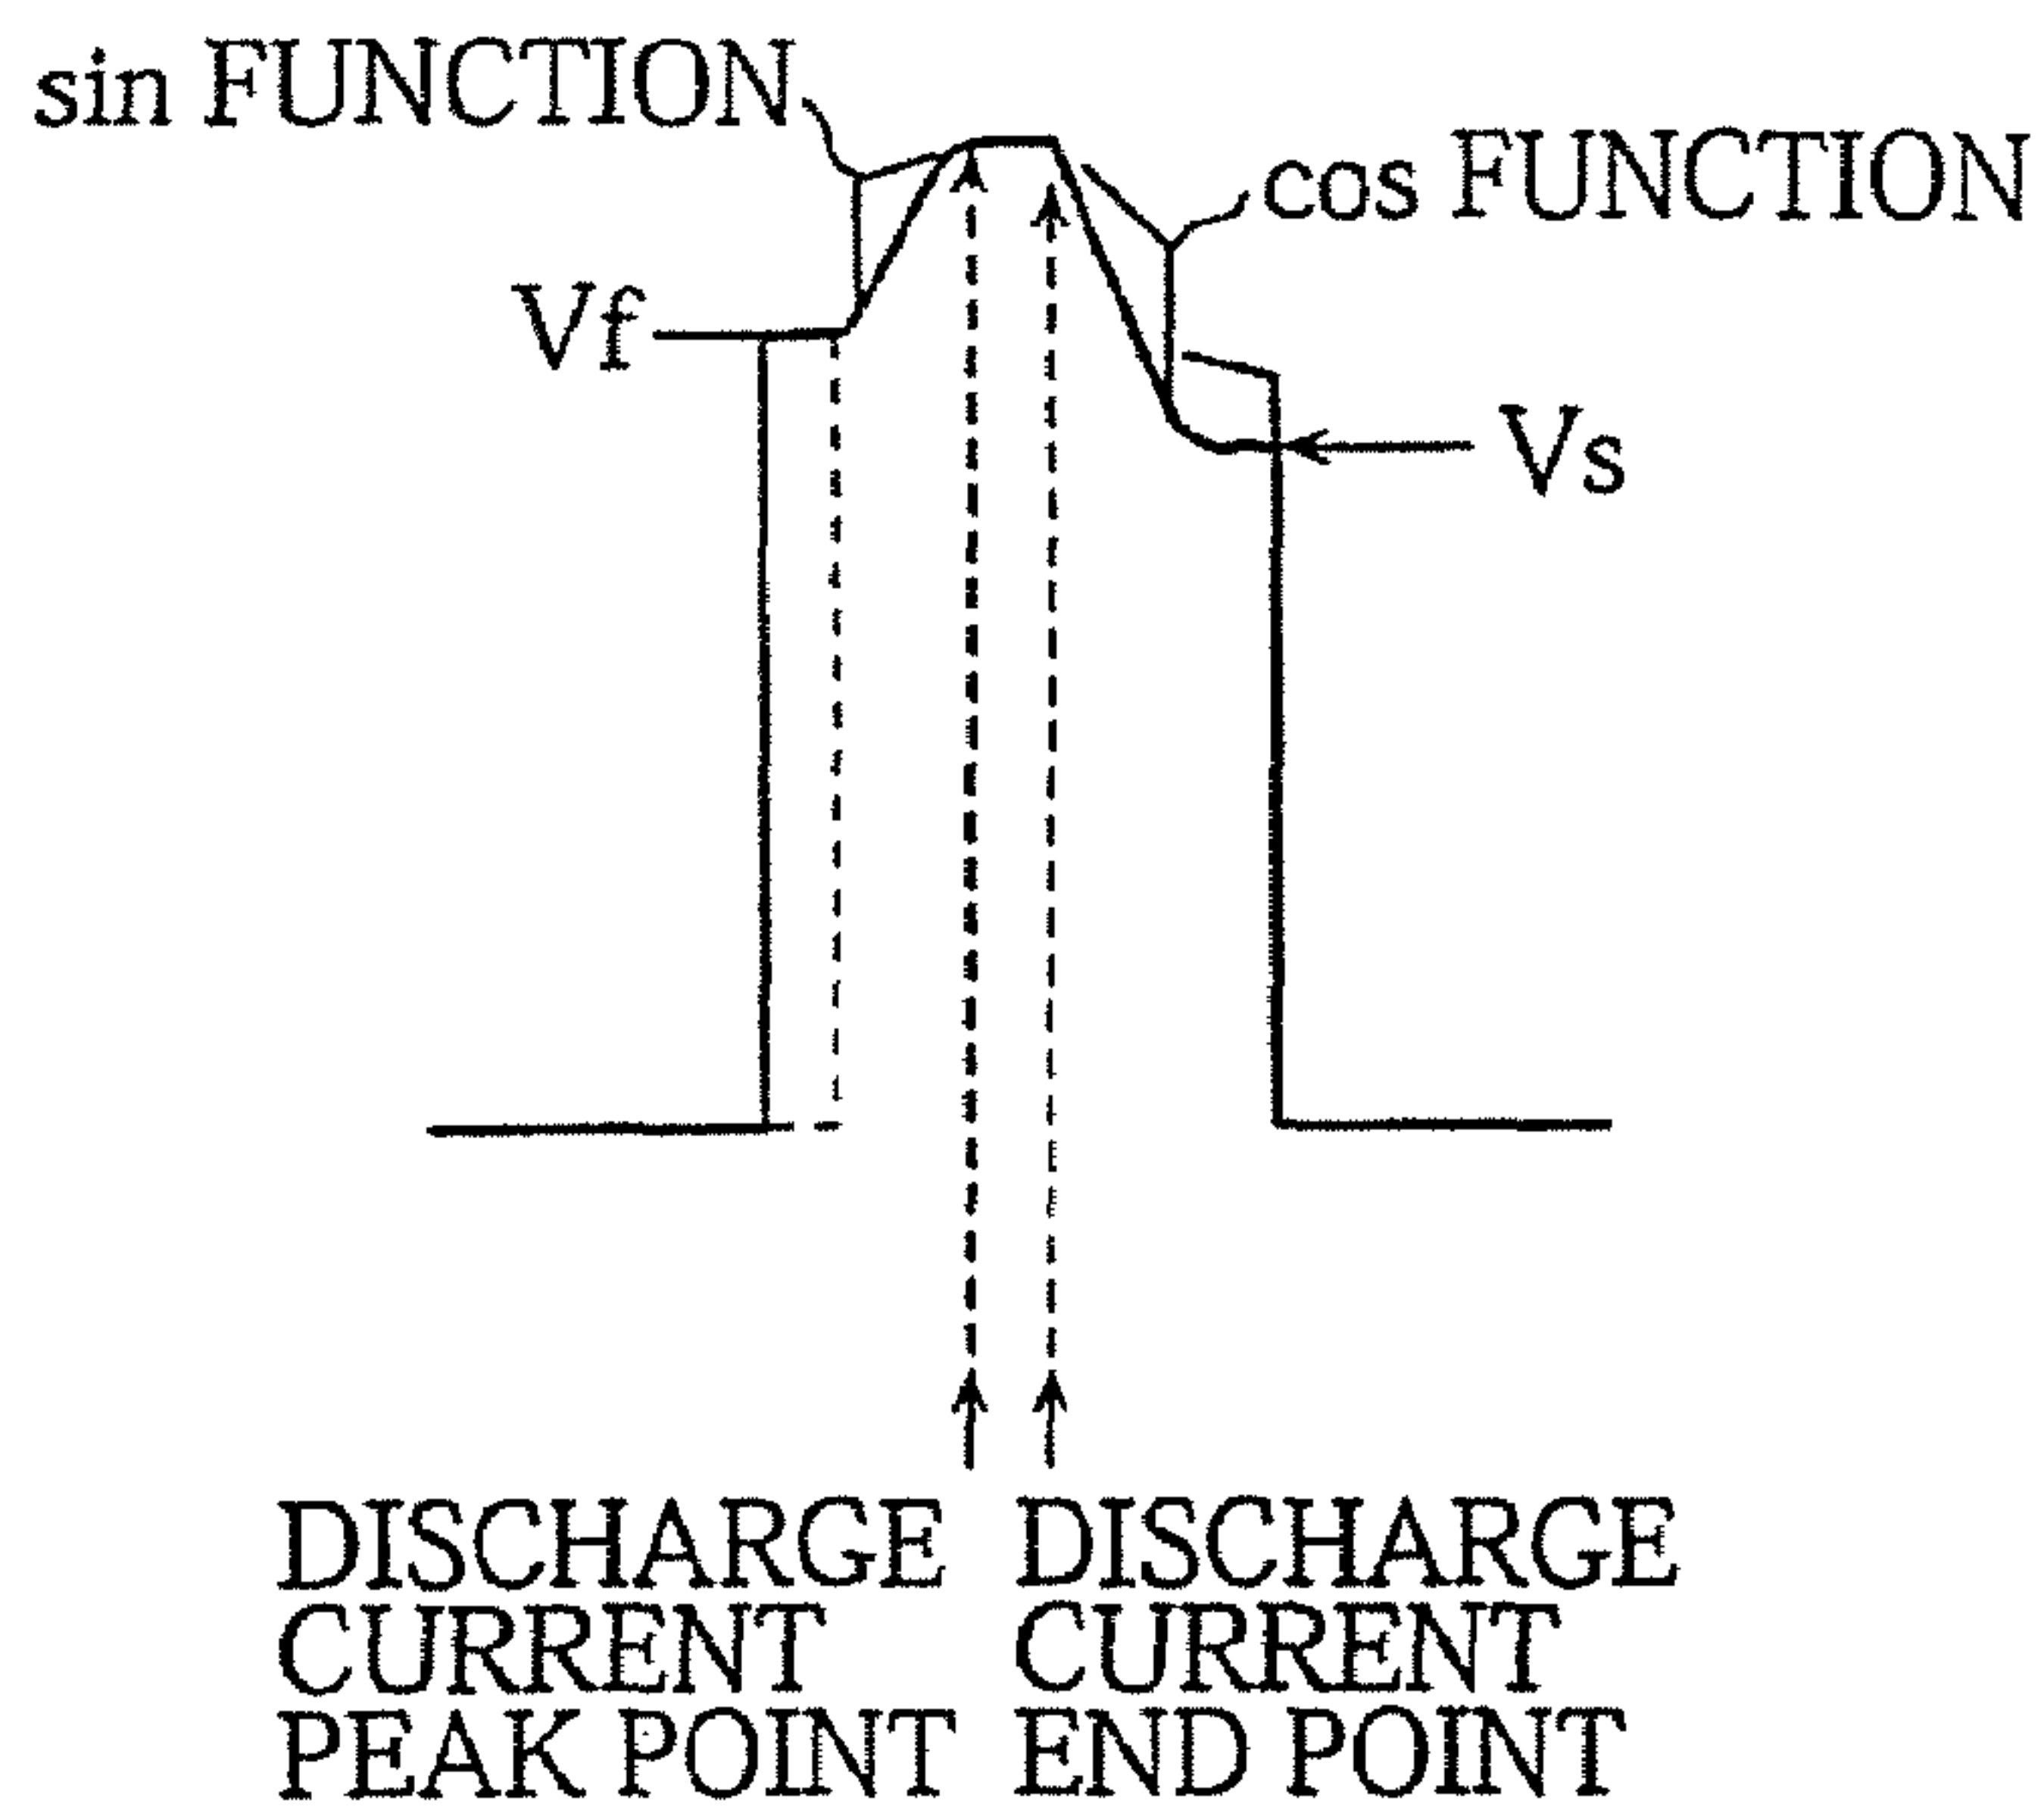 sin FUNCTION
cos FUNCTION
Vf
Vs
DISCHARGE
CURRENT
PEAK POINT
DISCHARGE
CURRENT
END POINT